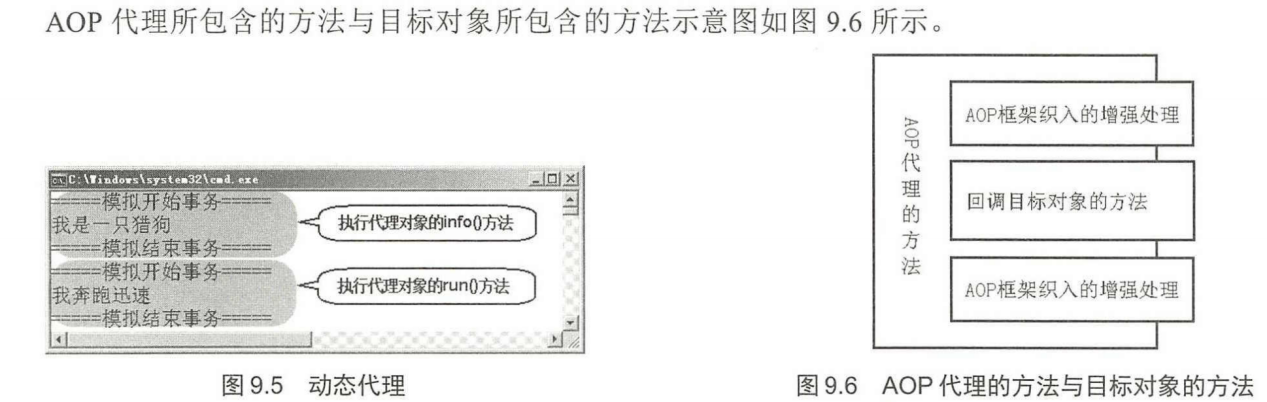 AOP 代理所包含的方法与目标对象所包含的方法示意图如图 9.6 所示。
C:\Windows\system32\cmd.exe
=====模拟开始事务=====
我是一只猎狗
=====模拟结束事务=====
=====模拟开始事务=====
我奔跑迅速
=====模拟结束事务=====
执行代理对象的info()方法
执行代理对象的run()方法
图 9.5 动态代理
AOP代理的方法
AOP框架织入的增强处理
回调目标对象的方法
AOP框架织入的增强处理
图 9.6 AOP 代理的方法与目标对象的方法